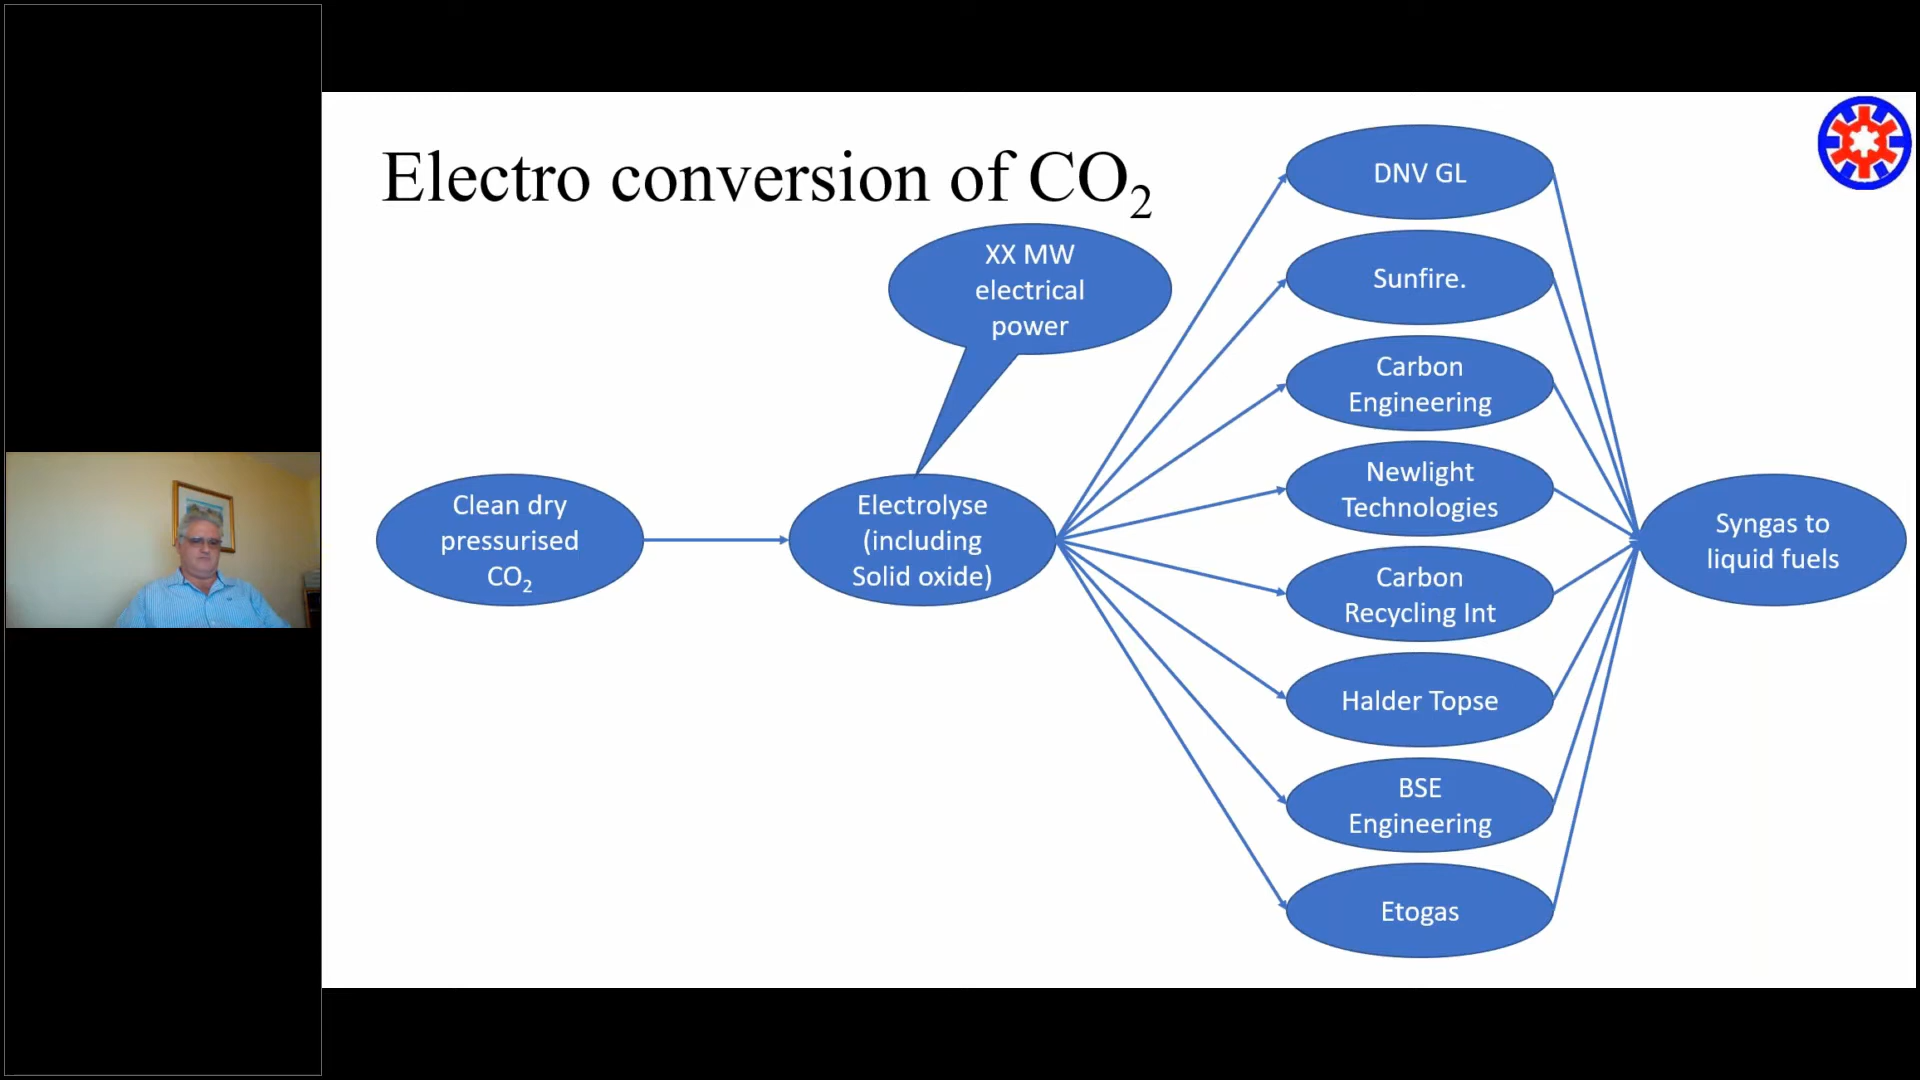 Electro conversion of CO₂
XX MW
electrical
power
Clean dry
pressurised
CO₂
Electrolyse
(including
Solid oxide)
DNV GL
Sunfire.
Carbon
Engineering
Newlight
Technologies
Carbon
Recycling Int
Halder Topse
BSE
Engineering
Etogas
Syngas to
liquid fuels